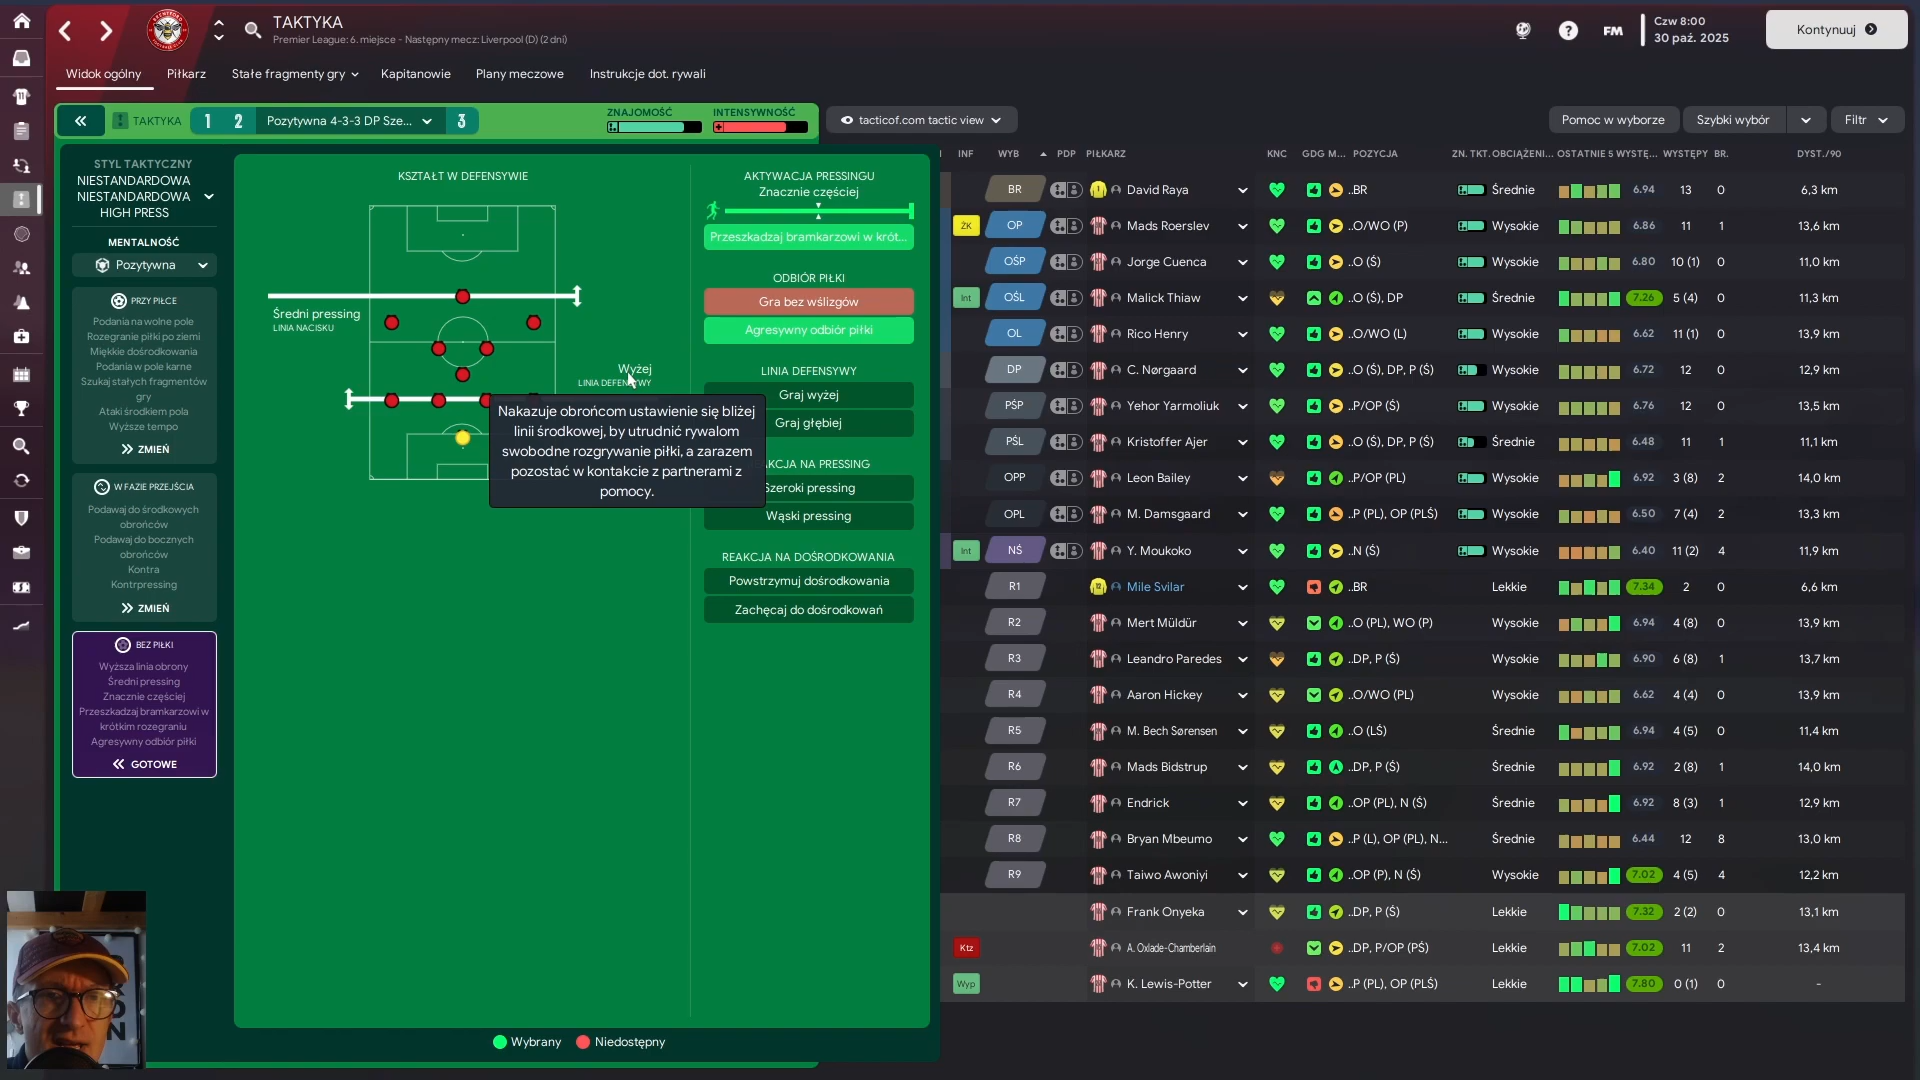 TAKTYKA
Premier League: 6. miejsce - Następny mecz: Liverpool (D) (2 dni)
FM
Czw 8:00
30 paź. 2025
Kontynuuj
Widok ogólny
Piłkarz
Stałe fragmenty gry
Kapitanowie
Plany meczowe
Instrukcje dot. rywali
TAKTYKA
1
2
Pozytywna 4-3-3 DP Sze...
3
ZNAJOMOŚĆ
INTENSYWNOŚĆ
tacticof.com tactic view
Pomoc w wyborze
Szybki wybór
Filtr
STYL TAKTYCZNY
NIESTANDARDOWA
NIESTANDARDOWA
HIGH PRESS
MENTALNOŚĆ
Pozytywna
PRZY PIŁCE
Podania na wolne pole
Rozegranie piłki po ziemi
Miękkie dośrodkowania
Podania w pole karne
Szukaj stałych fragmentów
gry
Ataki środkiem pola
Wyższe tempo
ZMIEŃ
W FAZIE PRZEJŚCIA
Podawaj do środkowych
obrońców
Podawaj do bocznych
obrońców
Kontra
Kontrpressing
ZMIEŃ
BEZ PIŁKI
Wyższa linia obrony
Średni pressing
Znacznie częściej
Przeszkadzaj bramkarzowi w
krótkim rozegraniu
Agresywny odbiór piłki
GOTOWE
KSZTAŁT W DEFENSYWIE
Średni pressing
LINIA NACISKU
Wyżej
LINIA DEFENSYWY
Nakazuje obrońcom ustawienie się bliżej
linii środkowej, by utrudnić rywalom
swobodne rozgrywanie piłki, a zarazem
pozostać w kontakcie z partnerami z
pomocy.
AKTYWACJA PRESSINGU
Znacznie częściej
Przeszkadzaj bramkarzowi w krót...
ODBIÓR PIŁKI
Gra bez wślizgów
Agresywny odbiór piłki
LINIA DEFENSYWY
Graj wyżej
Graj głębiej
AKCJA NA PRESSING
Szeroki pressing
Wąski pressing
REAKCJA NA DOŚRODKOWANIA
Powstrzymuj dośrodkowania
Zachęcaj do dośrodkowań
Wybrany
Niedostępny
INF WYB PDP PIŁKARZ KNC GDG M... POZYCJA ZN. TKT. OBCIĄŻENI... OSTATNIE 5 WYSTĘ... WYSTĘPY BR. DYST./90
BR David Raya ..BR Średnie 6.94 13 0 6,3 km
ŻK OP Mads Roerslev ..O/WO (P) Wysokie 6.86 11 1 13,6 km
OŚP Jorge Cuenca ..O (Ś) Wysokie 6.80 10 (1) 0 11,0 km
Int OŚL Malick Thiaw ..O (Ś), DP Średnie 7.26 5 (4) 0 11,3 km
OL Rico Henry ..O/WO (L) Wysokie 6.62 11 (1) 0 13,9 km
DP C. Nørgaard ..O (Ś), DP, P (Ś) Wysokie 6.72 12 0 12,9 km
PŚP Yehor Yarmoliuk ..P/OP (Ś) Wysokie 6.76 12 0 13,5 km
PŚL Kristoffer Ajer ..O (Ś), DP, P (Ś) Średnie 6.48 11 1 11,1 km
OPP Leon Bailey ..P/OP (PL) Wysokie 6.92 3 (8) 2 14,0 km
OPL M. Damsgaard ..P (PL), OP (PLŚ) Wysokie 6.50 7 (4) 2 13,3 km
Int NŚ Y. Moukoko ..N (Ś) Wysokie 6.40 11 (2) 4 11,9 km
R1 Mile Svilar ..BR Lekkie 7.34 2 0 6,6 km
R2 Mert Müldür ..O (PL), WO (P) Wysokie 6.94 4 (8) 0 13,9 km
R3 Leandro Paredes ..DP, P (Ś) Wysokie 6.90 6 (8) 1 13,7 km
R4 Aaron Hickey ..O/WO (PL) Wysokie 6.62 4 (4) 0 13,9 km
R5 M. Bech Sørensen ..O (LŚ) Średnie 6.94 4 (5) 0 11,4 km
R6 Mads Bidstrup ..DP, P (Ś) Wysokie 6.92 2 (8) 1 14,0 km
R7 Endrick ..OP (PL), N (Ś) Średnie 6.92 8 (3) 1 12,9 km
R8 Bryan Mbeumo ..P (L), OP (PL), N... Średnie 6.44 12 8 13,0 km
R9 Taiwo Awoniyi ..OP (P), N (Ś) Wysokie 7.02 4 (5) 4 12,2 km
Frank Onyeka ..DP, P (Ś) Lekkie 7.32 2 (2) 0 13,1 km
Ktz A. Oxlade-Chamberlain ..DP, P/OP (PŚ) Lekkie 7.02 11 2 13,4 km
Wyp K. Lewis-Potter ..P (PL), OP (PLŚ) Lekkie 7.80 0 (1) 0 -